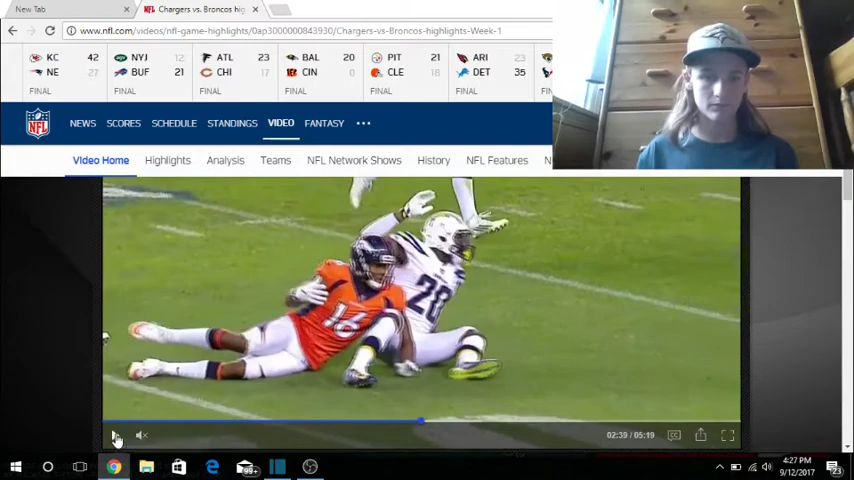 New Tab
NFL Chargers vs. Broncos hig
www.nfl.com/videos/nfl-game-highlights/0ap3000000843930/Chargers-vs-Broncos-highlights-Week-1
KC 42 NYJ 12 ATL 23 BAL 20 PIT 21 ARI 23
NE 27 BUF 21 CHI 17 CIN 0 CLE 18 DET 35
FINAL FINAL FINAL FINAL FINAL FINAL
NFL NEWS SCORES SCHEDULE STANDINGS VIDEO FANTASY
Video Home Highlights Analysis Teams NFL Network Shows History NFL Features
20
16
02:39 / 05:19 CC
99+
4:27 PM
9/12/2017
23